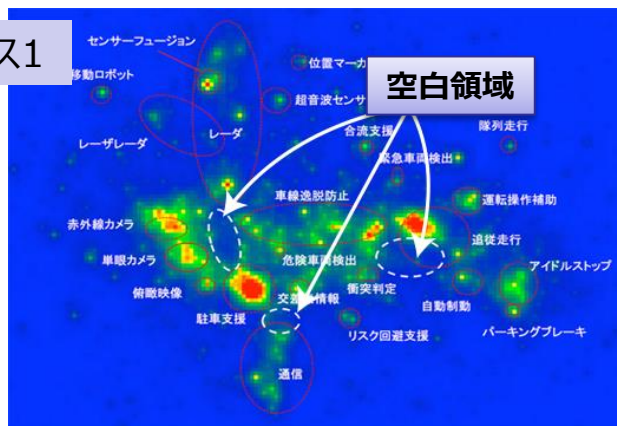 ス1
センサーフュージョン
位置マーカ
移動ロボット
空白領域
超音波センサ
レーザレーダ
レーダ
合流支援
隊列走行
緊急車両検出
車線逸脱防止
運転操作補助
赤外線カメラ
追従走行
単眼カメラ
危険車両検出
アイドルストップ
俯瞰映像
衝突判定
情報
自動制動
駐車支援
リスク回避支援
パーキングブレーキ
通信